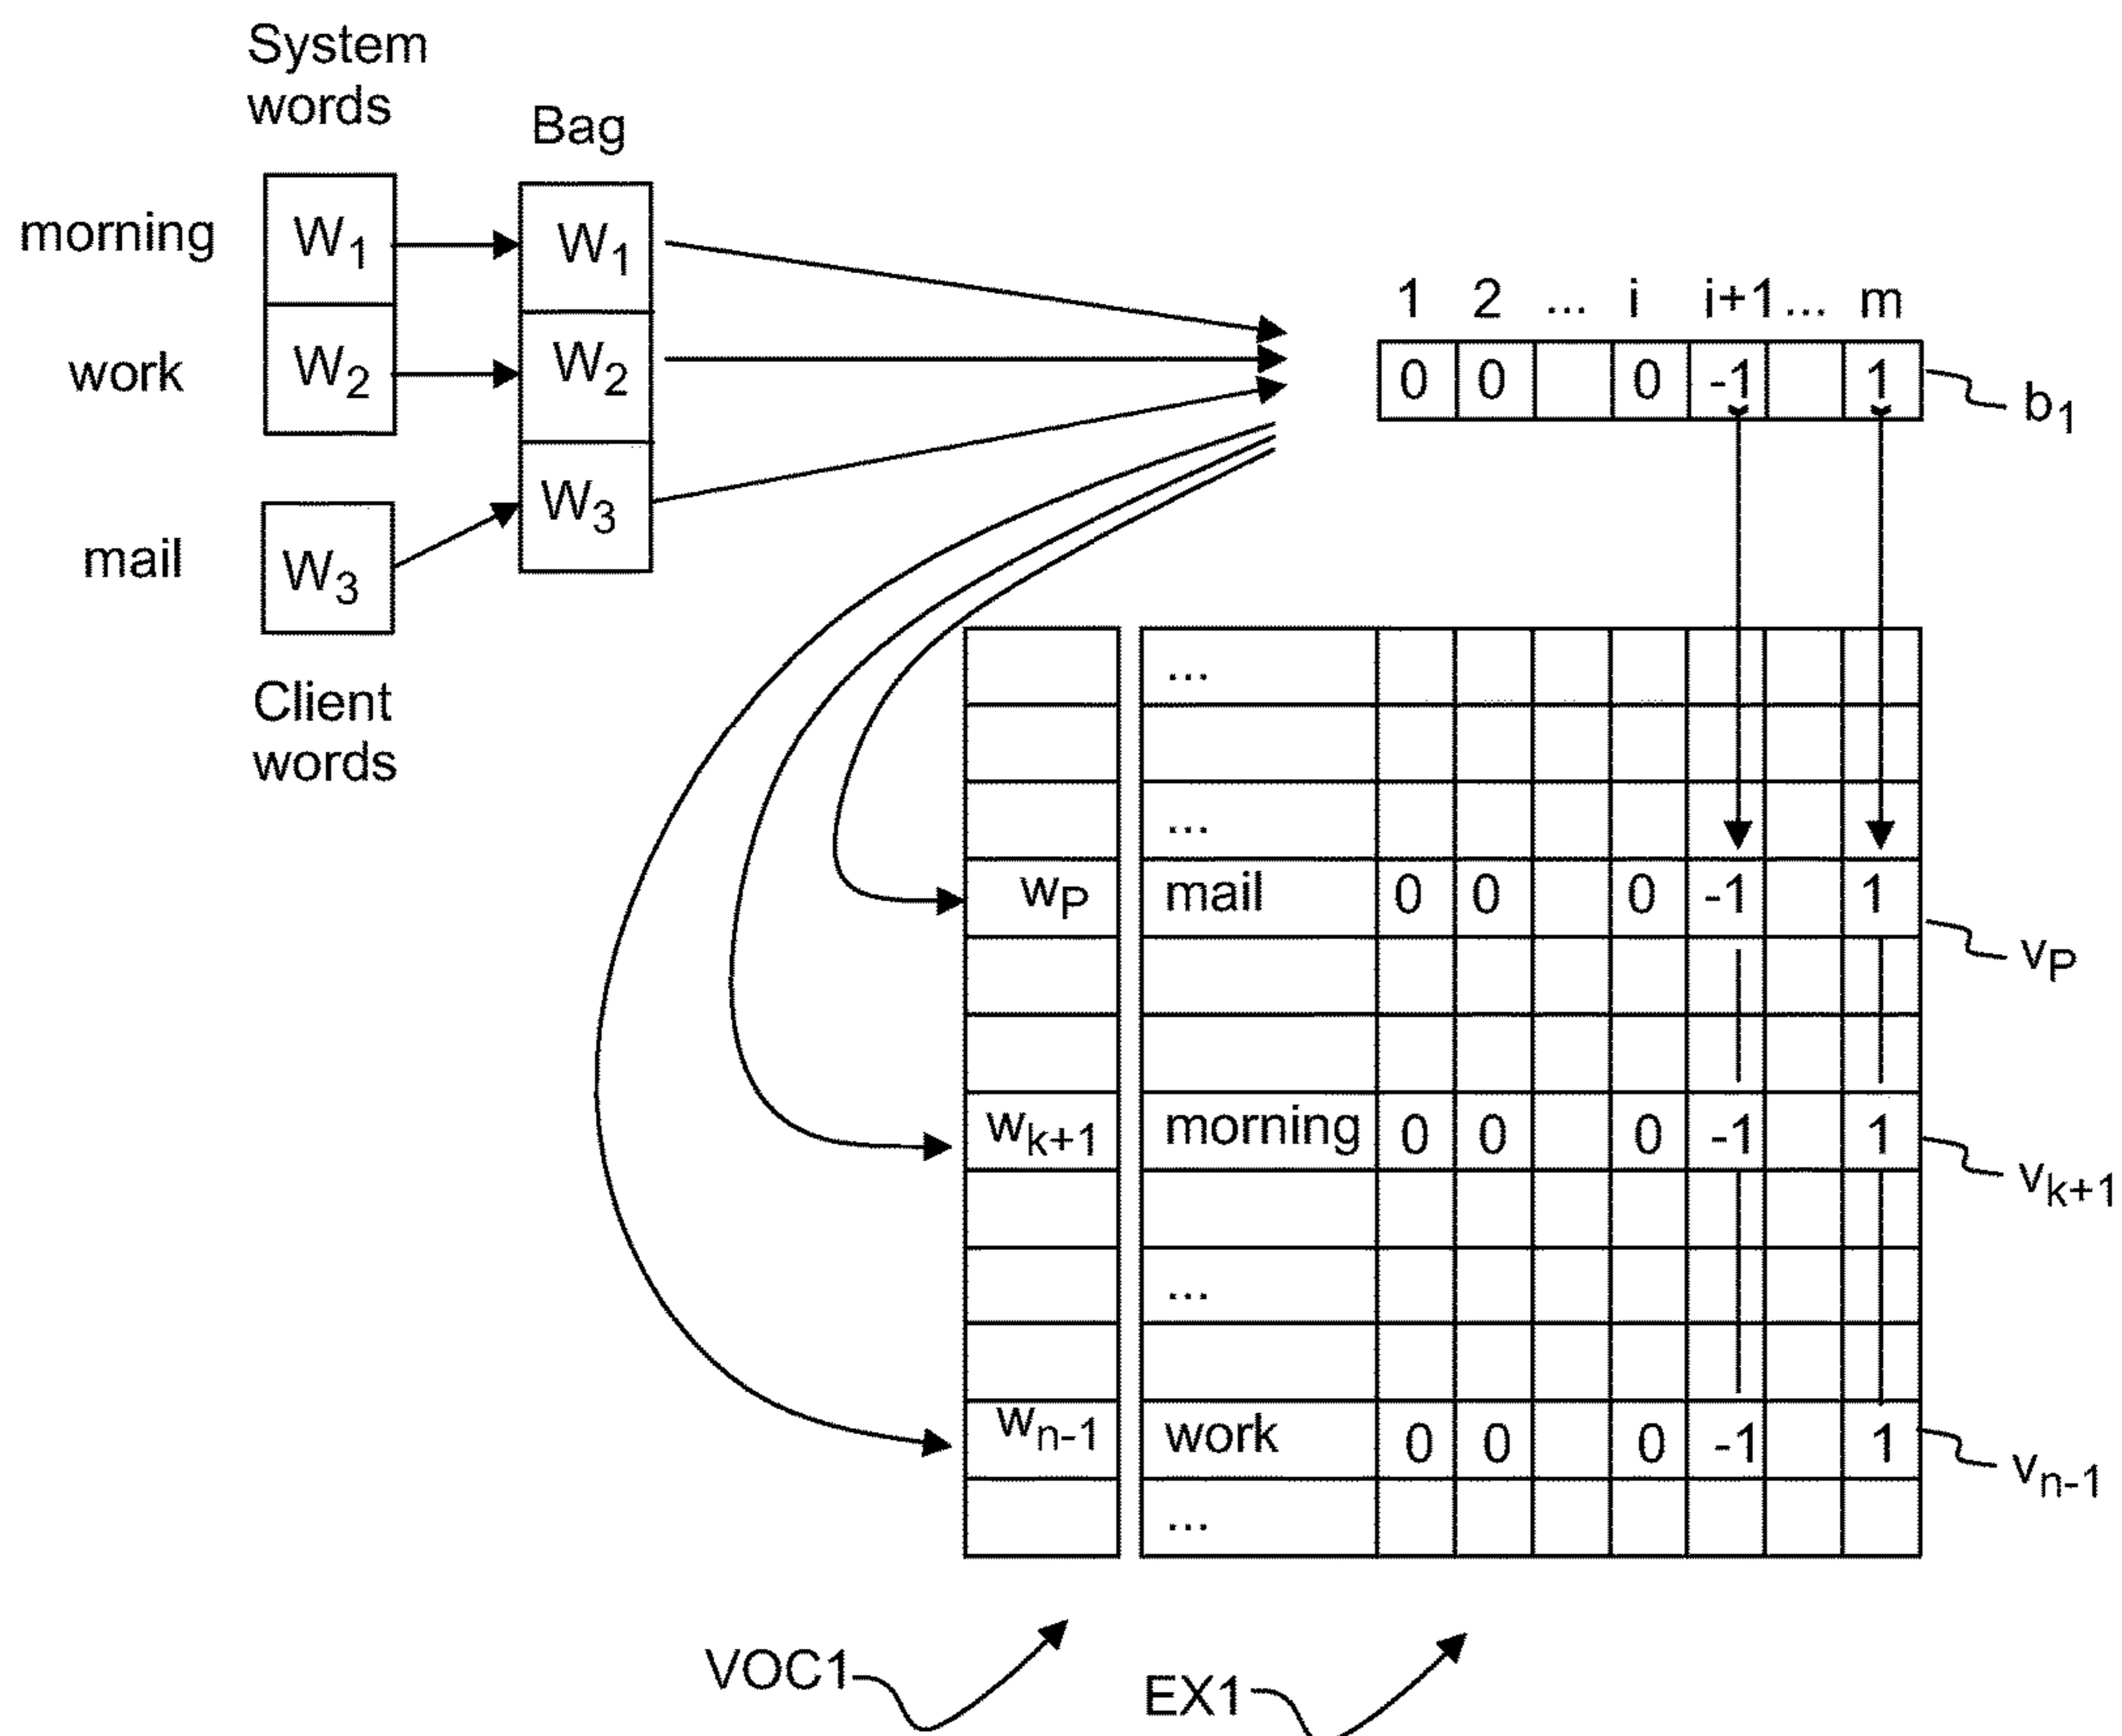 System
words
Bag
morning W1 W1
work W2 W2
mail W3 W3
Client
words
1 2 ... i i+1 ... m
0 0 0 -1 1 b1
...
...
wP mail 0 0 0 -1 1 vP
wk+1 morning 0 0 0 -1 1 vk+1
...
wn-1 work 0 0 0 -1 1 vn-1
...
VOC1 EX1